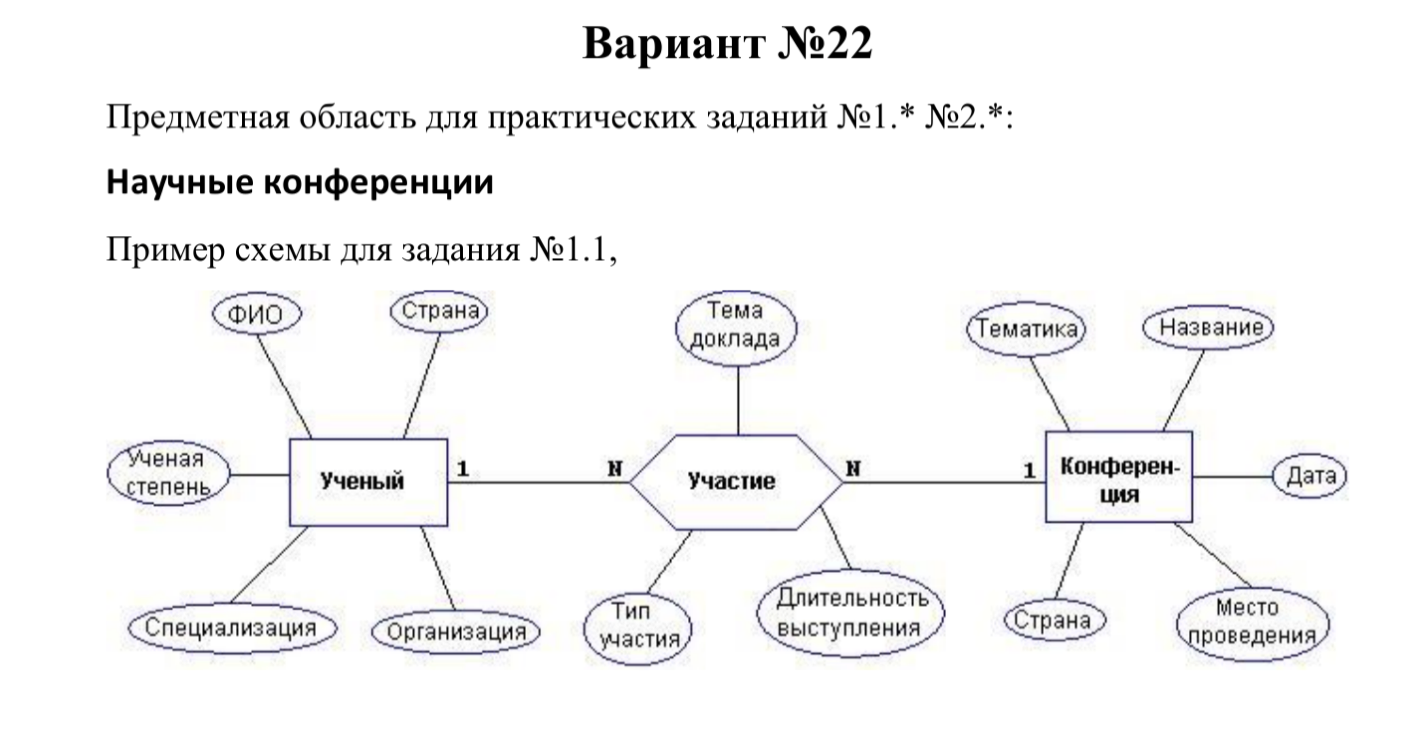 Вариант №22
Предметная область для практических заданий №1.* №2.*:
Научные конференции
Пример схемы для задания №1.1,
ФИО
Страна
Тема
доклада
Тематика
Название
Ученая
степень
Ученый
1
N
Участие
N
1
Конферен-
ция
Дата
Специализация
Организация
Тип
участия
Длительность
выступления
Страна
Место
проведения